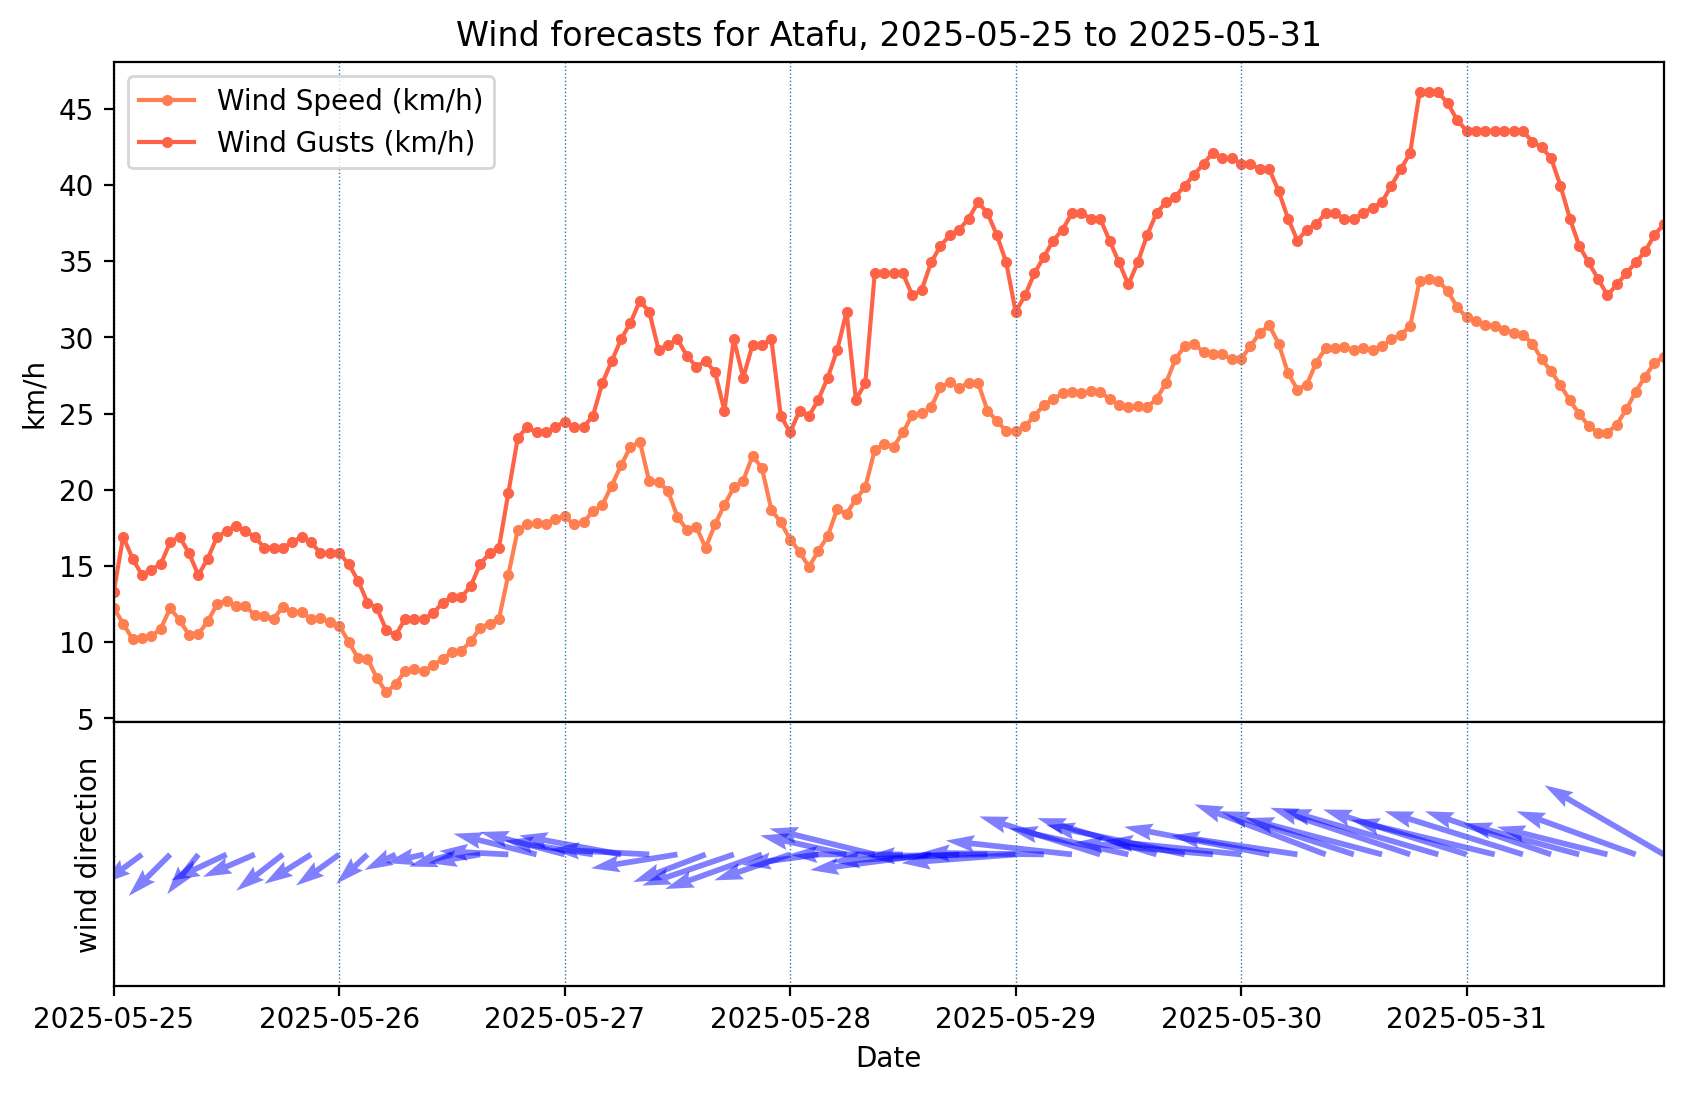 Wind forecasts for Atafu, 2025-05-25 to 2025-05-31
Wind Speed (km/h)
Wind Gusts (km/h)
45
40
35
30
25
20
15
10
5
km/h
wind direction
2025-05-25
2025-05-26
2025-05-27
2025-05-28
2025-05-29
2025-05-30
2025-05-31
Date